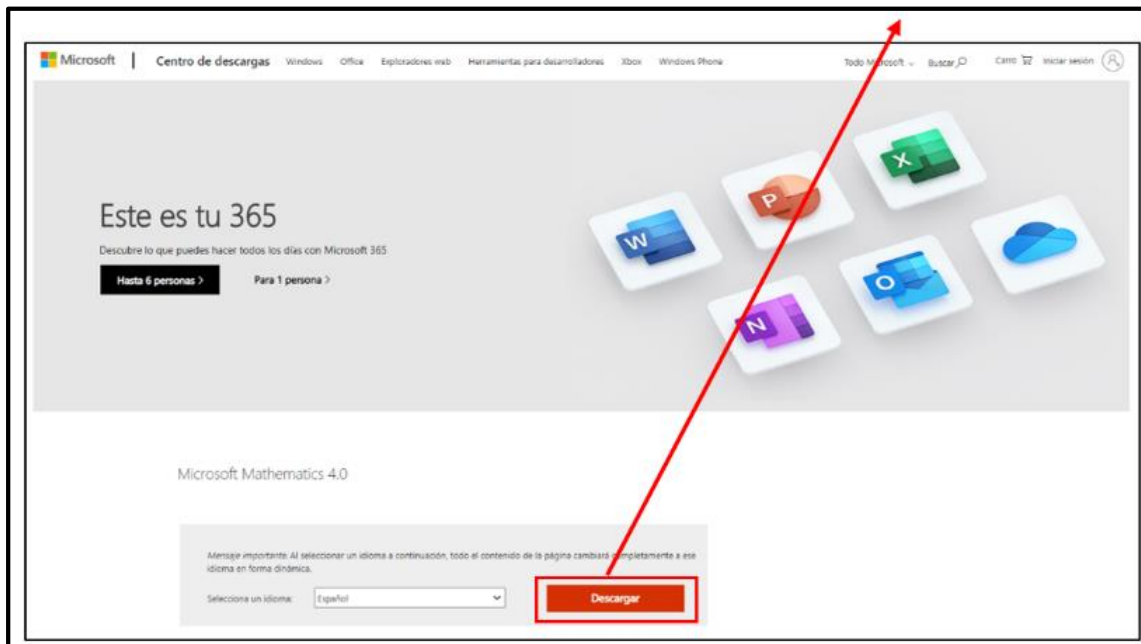 Microsoft | Centro de descargas Windows Office Exploradores web Herramientas para desarrolladores Xbox Windows Phone Todo Microsoft Buscar Carro Iniciar sesión
Este es tu 365
Descubre lo que puedes hacer todos los días con Microsoft 365
Hasta 6 personas > Para 1 persona >
W P X N O
Microsoft Mathematics 4.0
Mensaje importante: Al seleccionar un idioma a continuación, todo el contenido de la página cambiará completamente a ese
idioma en forma dinámica.
Selecciona un idioma: Español Descargar